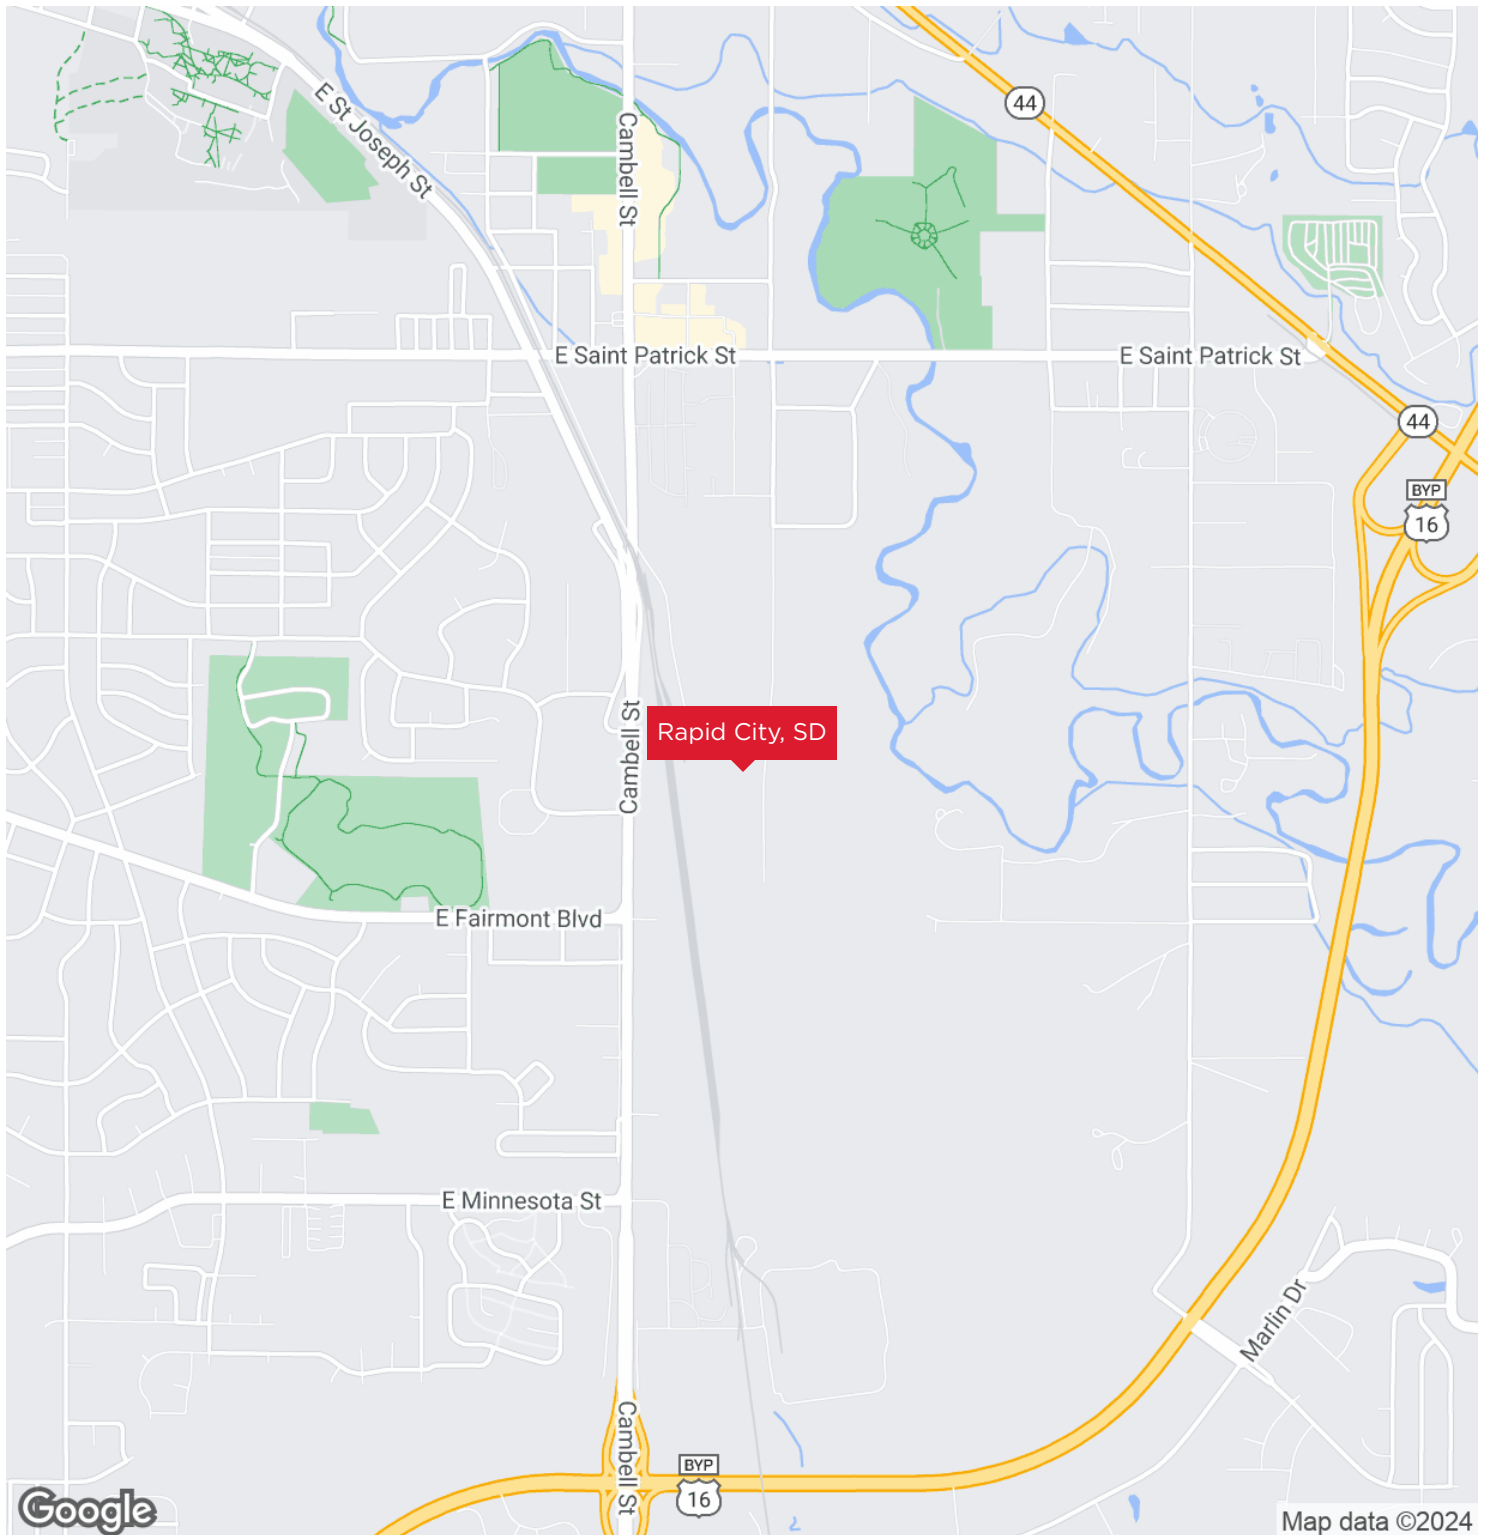 44
E St Joseph St
Cambell St
E Saint Patrick St
E Saint Patrick St
44
BYP
16
Cambell St
Rapid City, SD
E Fairmont Blvd
E Minnesota St
Marlin Dr
Cambell St
BYP
16
Google
Map data ©2024